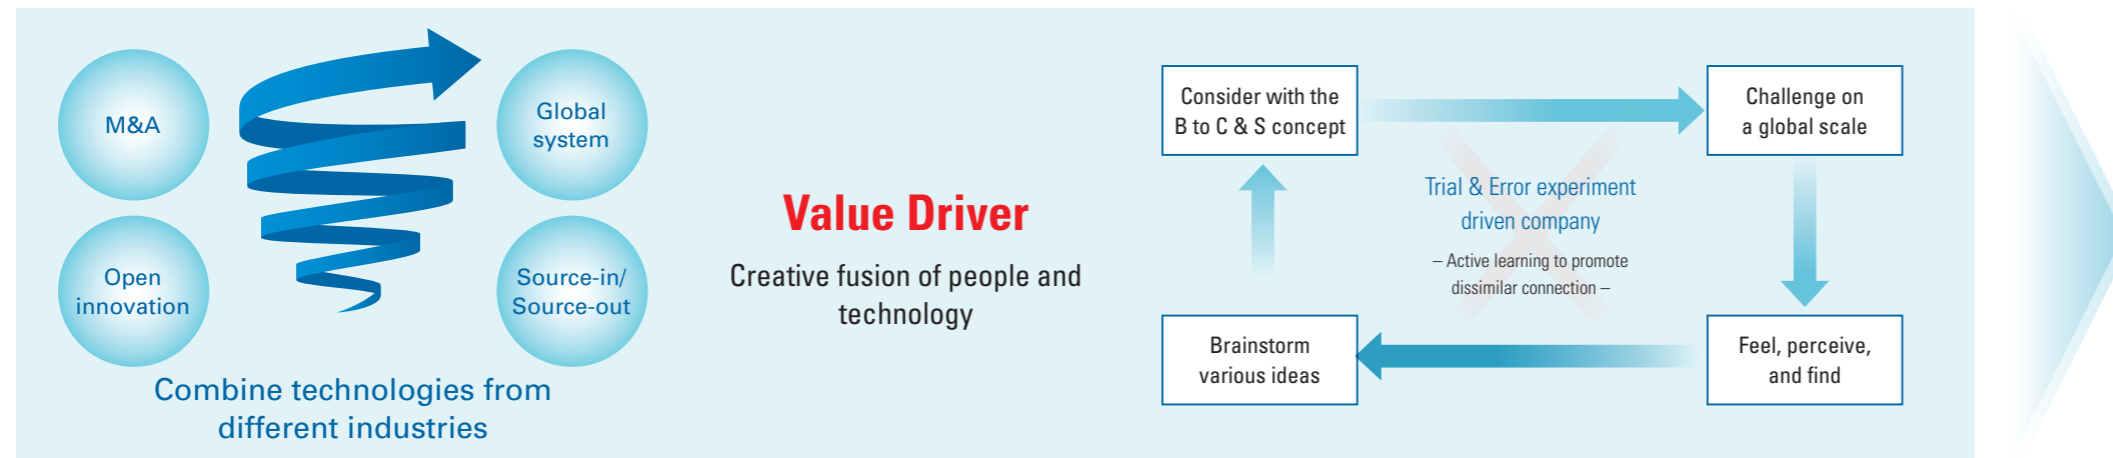 M&A
Global
system
Open
innovation
Source-in/
Source-out
Combine technologies from
different industries
Value Driver
Creative fusion of people and
technology
Consider with the
B to C & S concept
Challenge on
a global scale
Trial & Error experiment
driven company
– Active learning to promote
dissimilar connection –
Brainstorm
various ideas
Feel, perceive,
and find